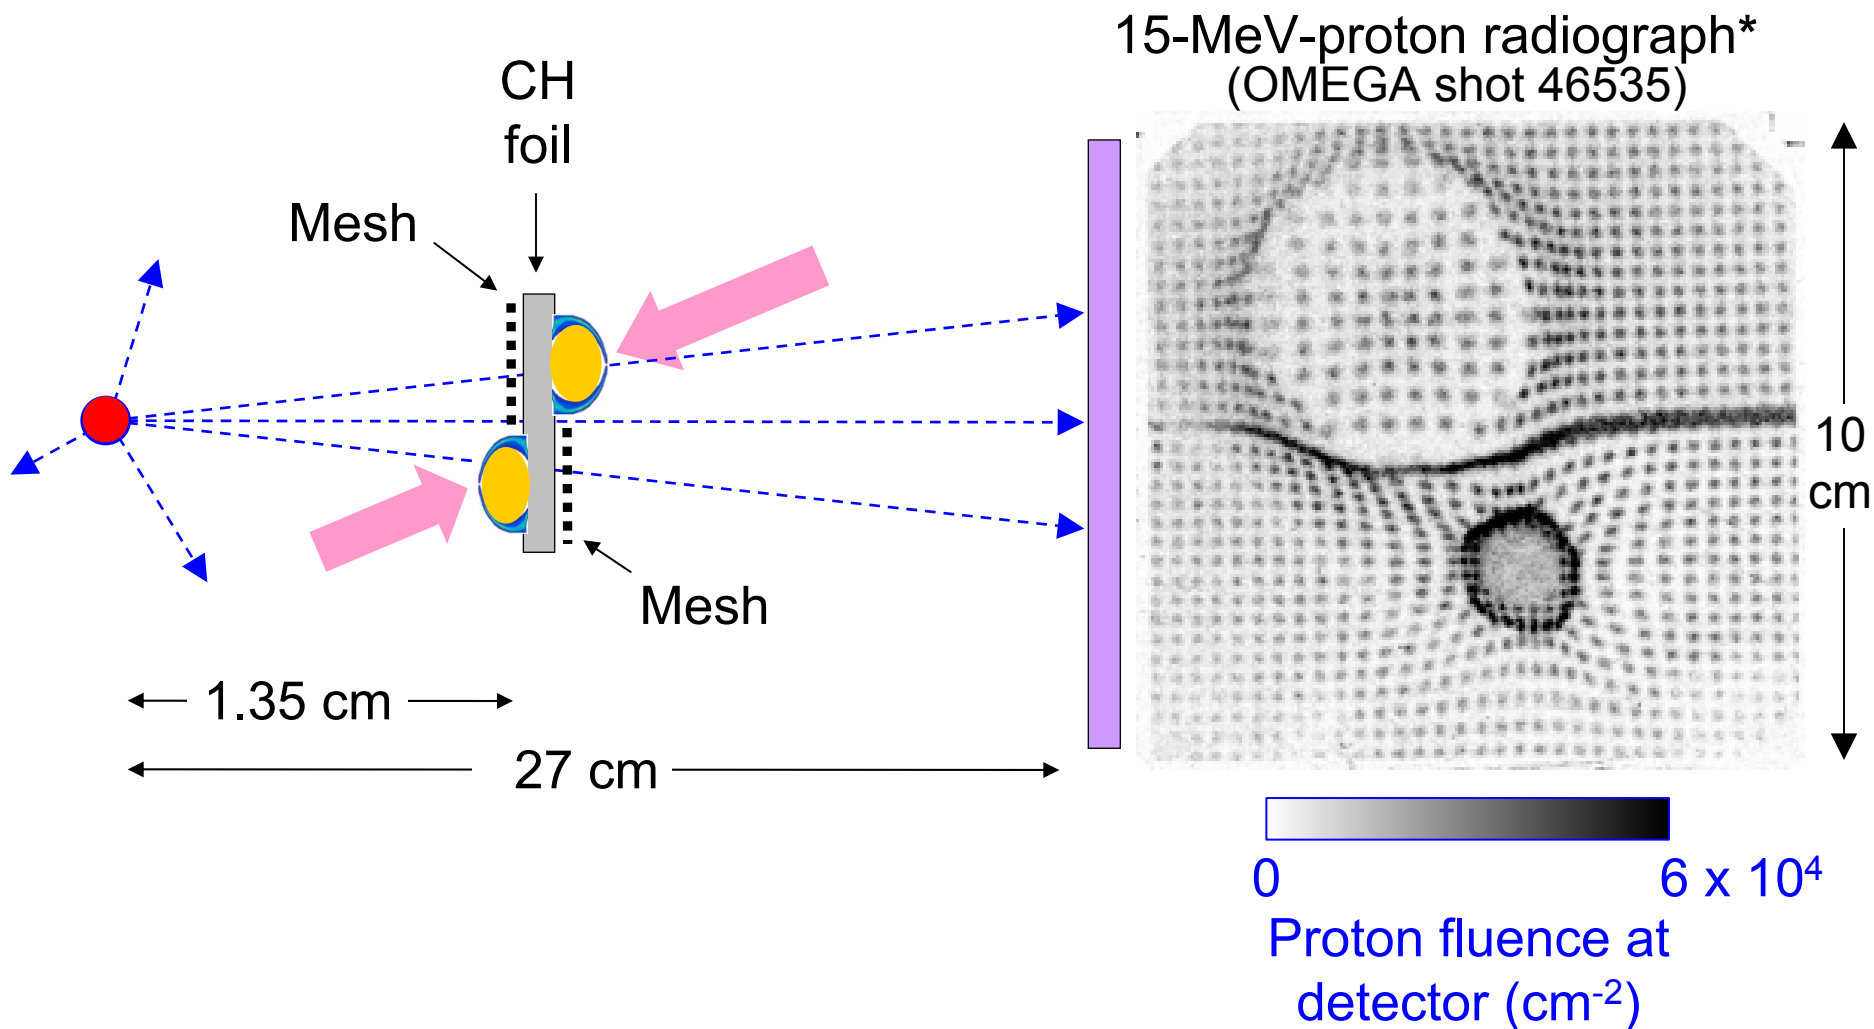 15-MeV-proton radiograph*
(OMEGA shot 46535)
CH
foil
Mesh
Mesh
1.35 cm
27 cm
10
cm
0
6 x 10⁴
Proton fluence at
detector (cm⁻²)